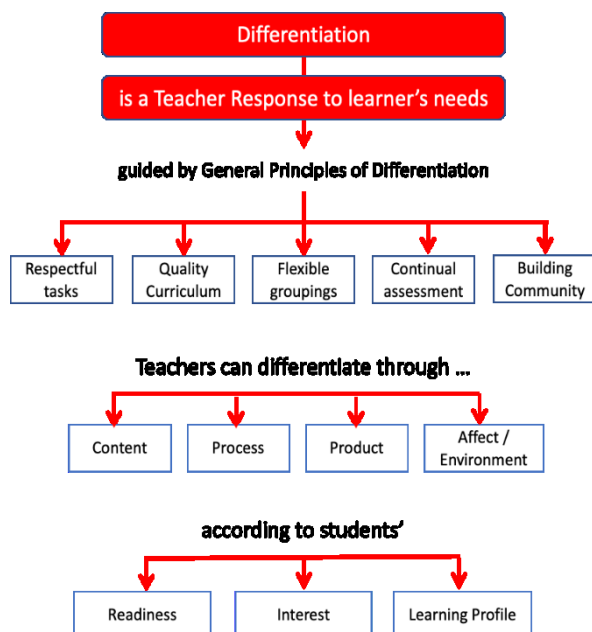 Differentiation
is a Teacher Response to learner's needs
guided by General Principles of Differentiation
Respectful
tasks
Quality
Curriculum
Flexible
groupings
Continual
assessment
Building
Community
Teachers can differentiate through ...
Content
Process
Product
Affect /
Environment
according to students'
Readiness
Interest
Learning Profile